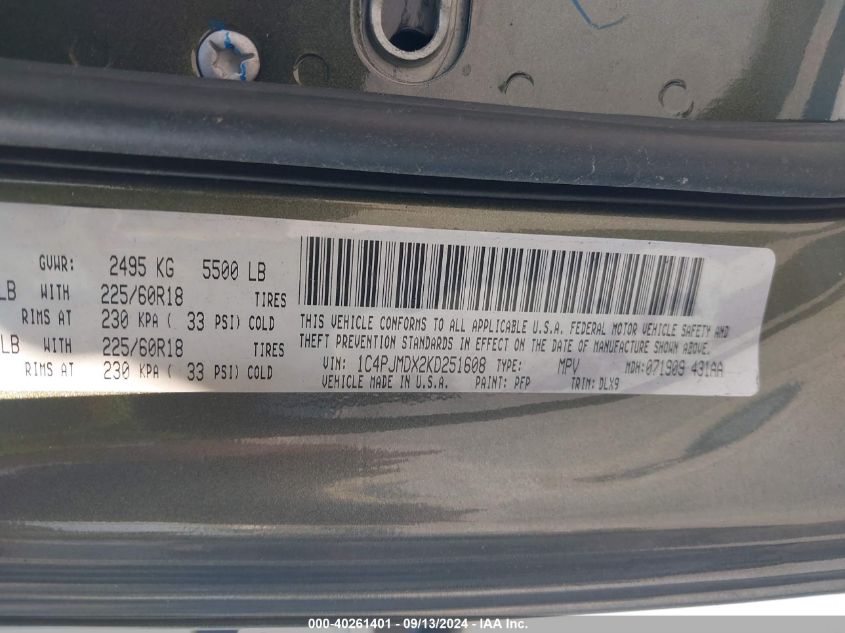 GVWR: 2495 KG 5500 LB
LB WITH 225/60R18 TIRES
RIMS AT 230 KPA ( 33 PSI) COLD
LB WITH 225/60R18 TIRES
RIMS AT 230 KPA ( 33 PSI) COLD
THIS VEHICLE CONFORMS TO ALL APPLICABLE U.S.A. FEDERAL MOTOR VEHICLE SAFETY AND
THEFT PREVENTION STANDARDS IN EFFECT ON THE DATE OF MANUFACTURE SHOWN ABOVE.
VIN: 1C4PJMDX2KD251608 TYPE: MPV MDH:071909 431AA
VEHICLE MADE IN U.S.A. PAINT: PFP TRIM: DLX9
000-40261401 - 09/13/2024 - IAA Inc.